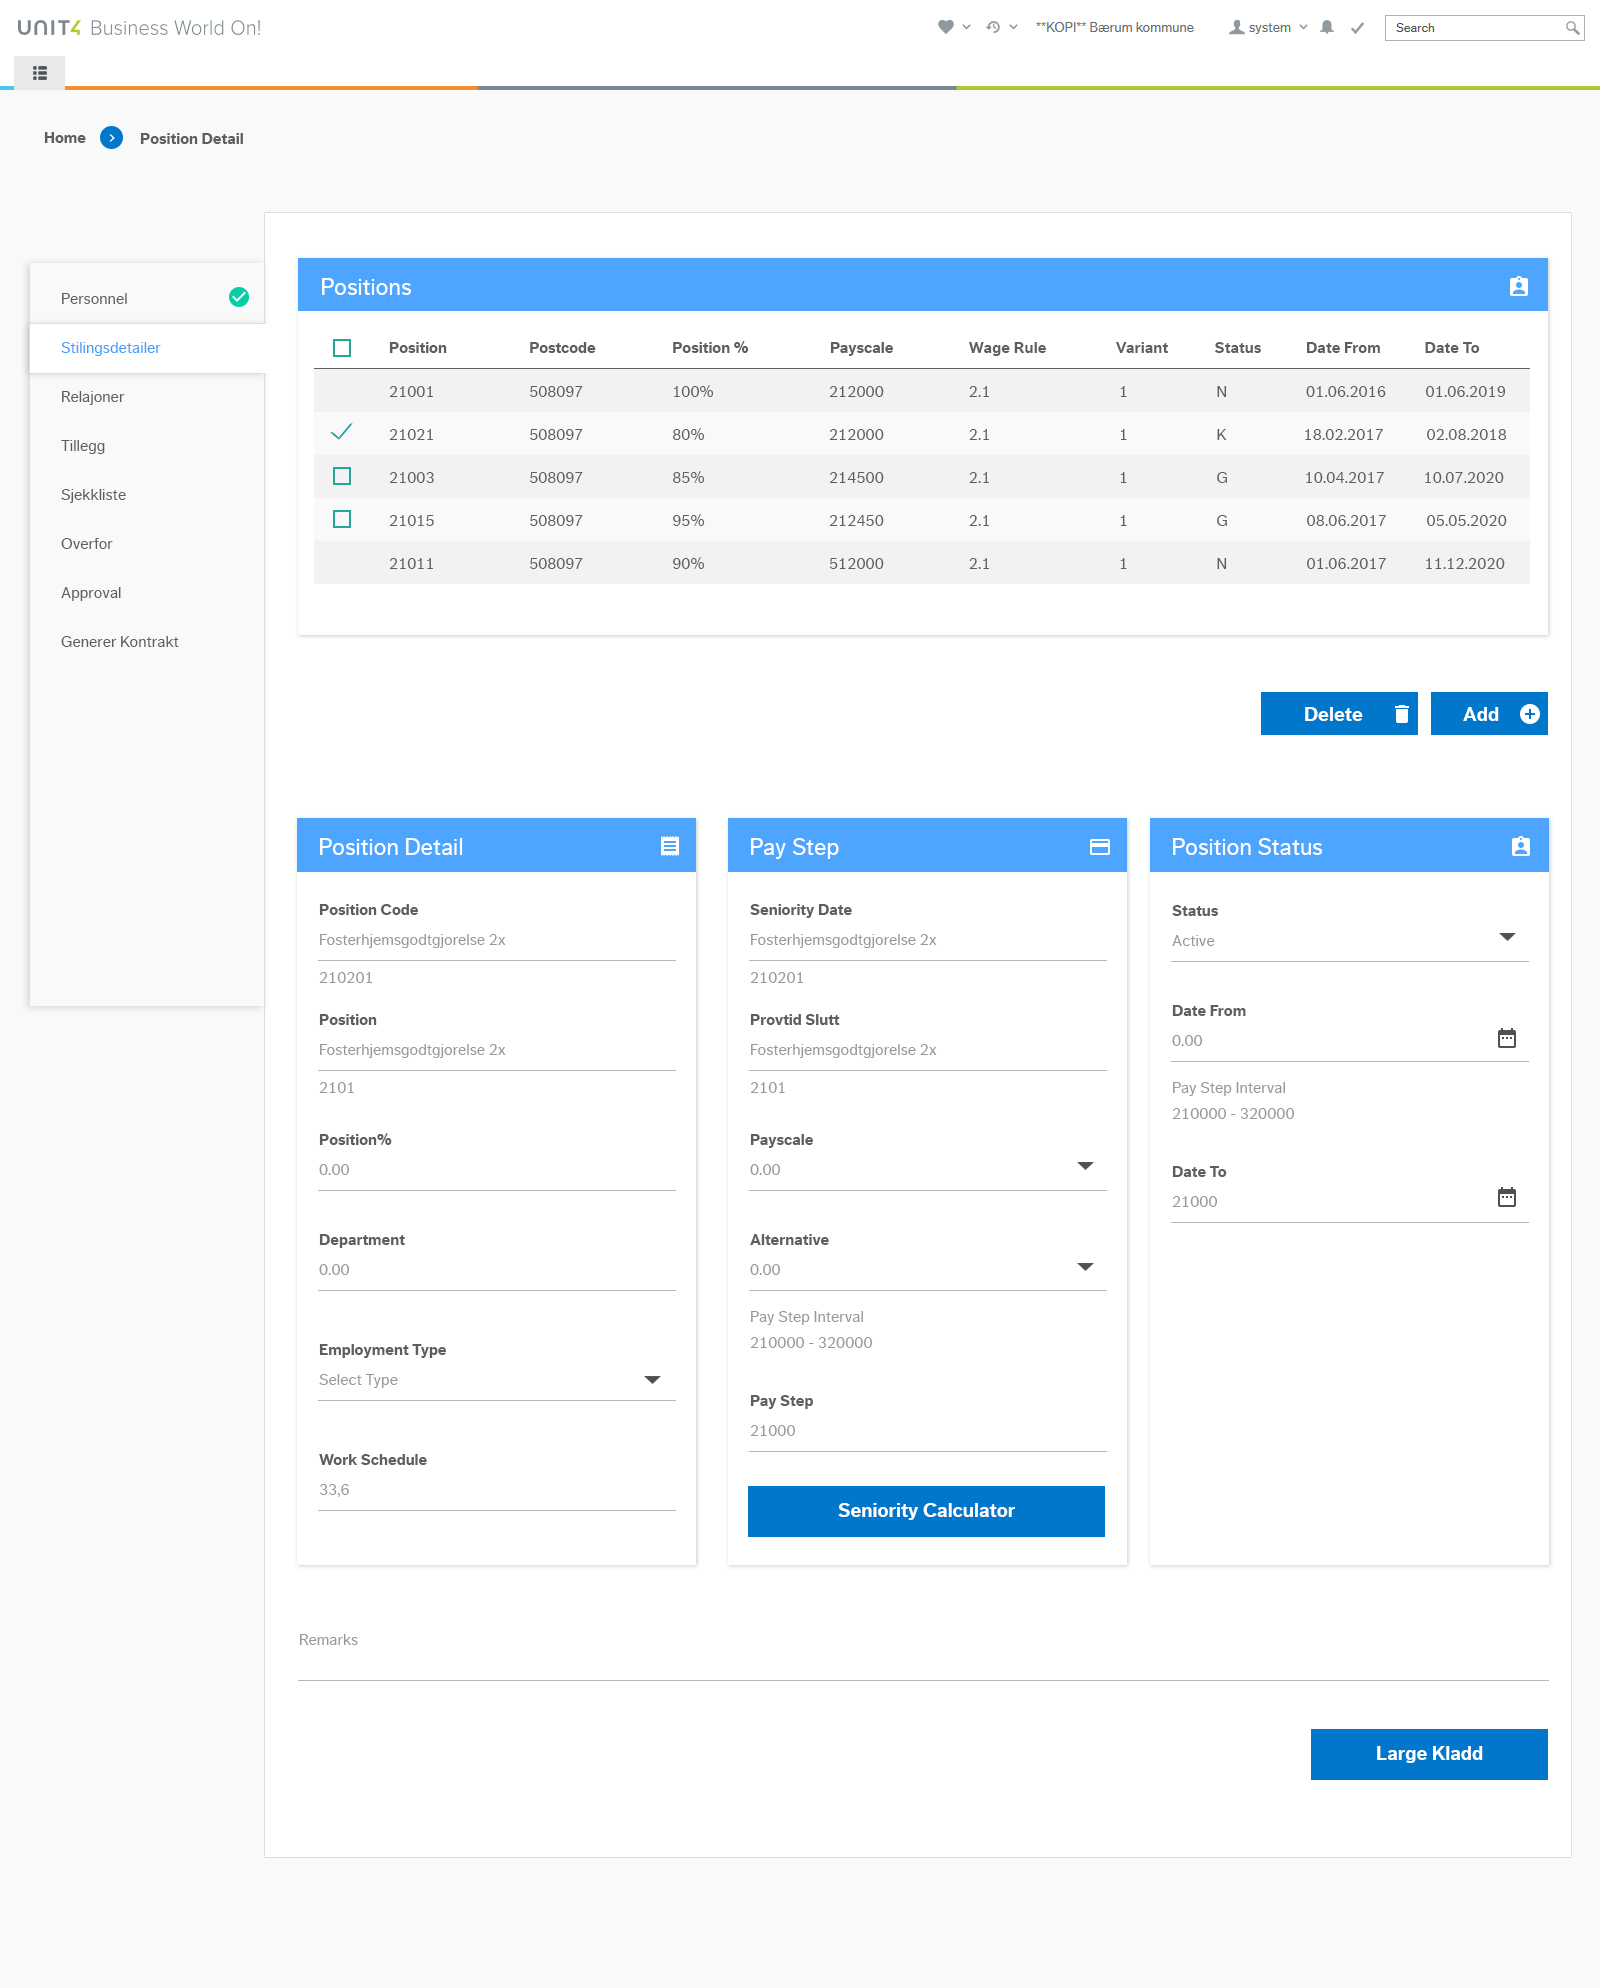 UNIT4 Business World On!
**KOPI** Bærum kommune
system
Search
Home
Position Detail
Personnel
Stilingsdetailer
Relajoner
Tillegg
Sjekkliste
Overfor
Approval
Generer Kontrakt
Positions
Position Postcode Position % Payscale Wage Rule Variant Status Date From Date To
21001 508097 100% 212000 2.1 1 N 01.06.2016 01.06.2019
21021 508097 80% 212000 2.1 1 K 18.02.2017 02.08.2018
21003 508097 85% 214500 2.1 1 G 10.04.2017 10.07.2020
21015 508097 95% 212450 2.1 1 G 08.06.2017 05.05.2020
21011 508097 90% 512000 2.1 1 N 01.06.2017 11.12.2020
Delete
Add
Position Detail
Position Code
Fosterhjemsgodtgjorelse 2x
210201
Position
Fosterhjemsgodtgjorelse 2x
2101
Position%
0.00
Department
0.00
Employment Type
Select Type
Work Schedule
33,6
Pay Step
Seniority Date
Fosterhjemsgodtgjorelse 2x
210201
Provtid Slutt
Fosterhjemsgodtgjorelse 2x
2101
Payscale
0.00
Alternative
0.00
Pay Step Interval
210000 - 320000
Pay Step
21000
Seniority Calculator
Position Status
Status
Active
Date From
0.00
Pay Step Interval
210000 - 320000
Date To
21000
Remarks
Large Kladd